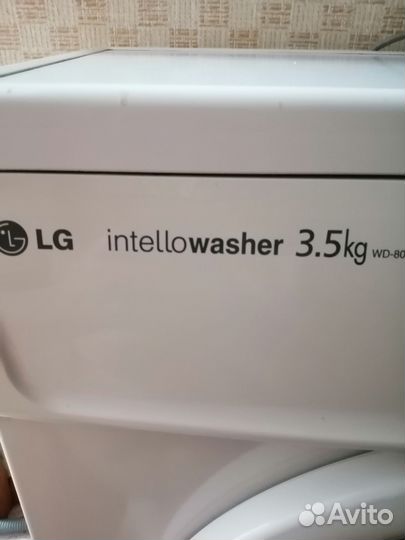 LG intellowasher 3.5kg WD-80
Avito